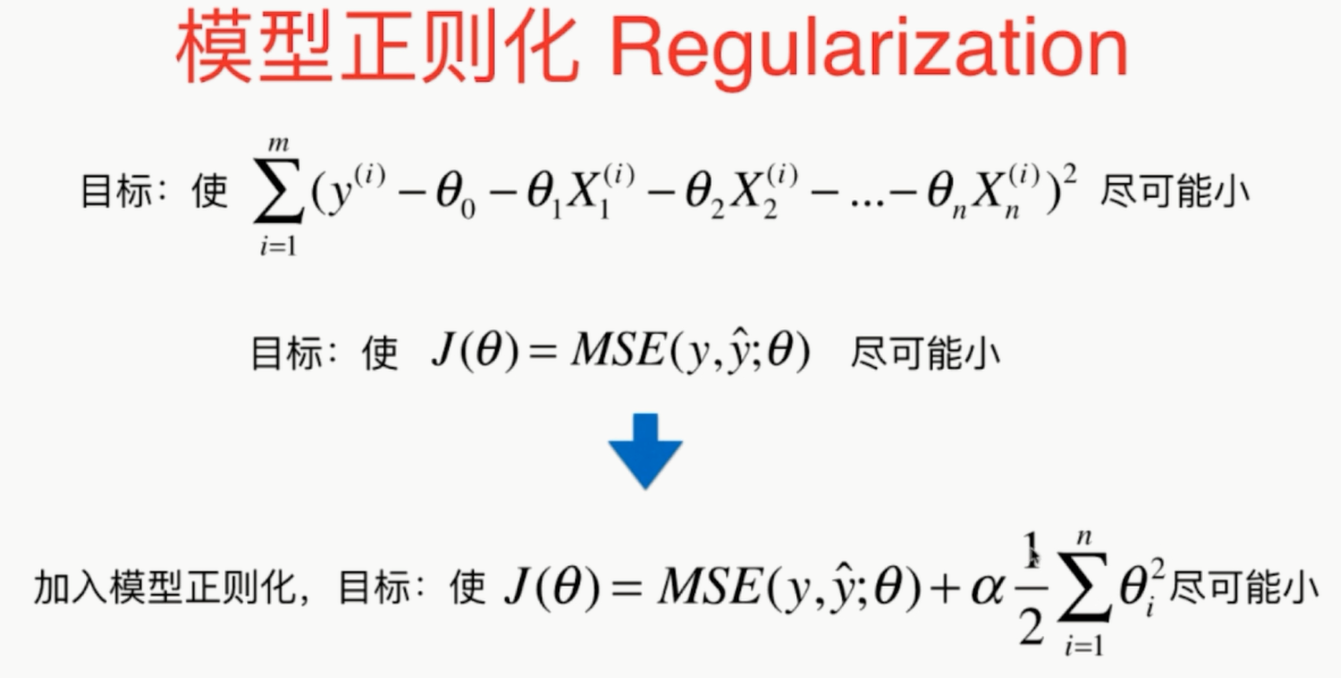 模型正则化 Regularization
目标：使 $\sum_{i=1}^{m}(y^{(i)}-\theta_0-\theta_1X_1^{(i)}-\theta_2X_2^{(i)}-...-\theta_nX_n^{(i)})^2$ 尽可能小
目标：使 $J(\theta)=MSE(y,\hat{y};\theta)$ 尽可能小
加入模型正则化，目标：使 $J(\theta)=MSE(y,\hat{y};\theta)+\alpha\frac{1}{2}\sum_{i=1}^{n}\theta_i^2$ 尽可能小